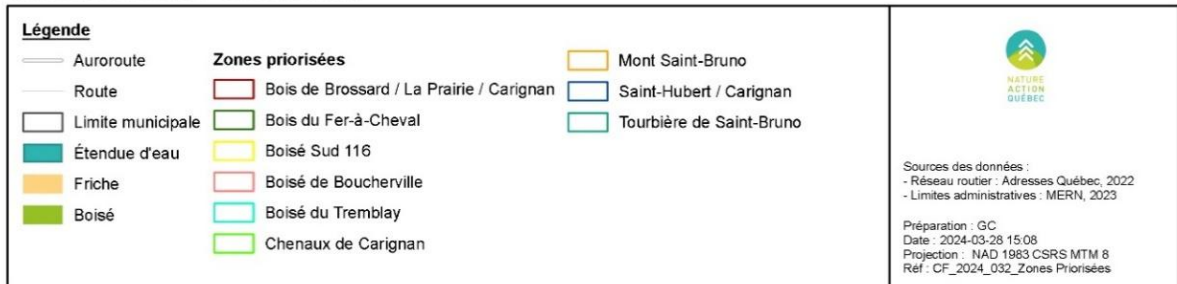 Légende
Auroroute
Route
Limite municipale
Étendue d'eau
Friche
Boisé
Zones priorisées
Bois de Brossard / La Prairie / Carignan
Bois du Fer-à-Cheval
Boisé Sud 116
Boisé de Boucherville
Boisé du Tremblay
Chenaux de Carignan
Mont Saint-Bruno
Saint-Hubert / Carignan
Tourbière de Saint-Bruno
NATURE
ACTION
QUÉBEC
Sources des données :
- Réseau routier : Adresses Québec, 2022
- Limites administratives : MERN, 2023
Préparation : GC
Date : 2024-03-28 15:08
Projection : NAD 1983 CSRS MTM 8
Réf : CF_2024_032_Zones Priorisées